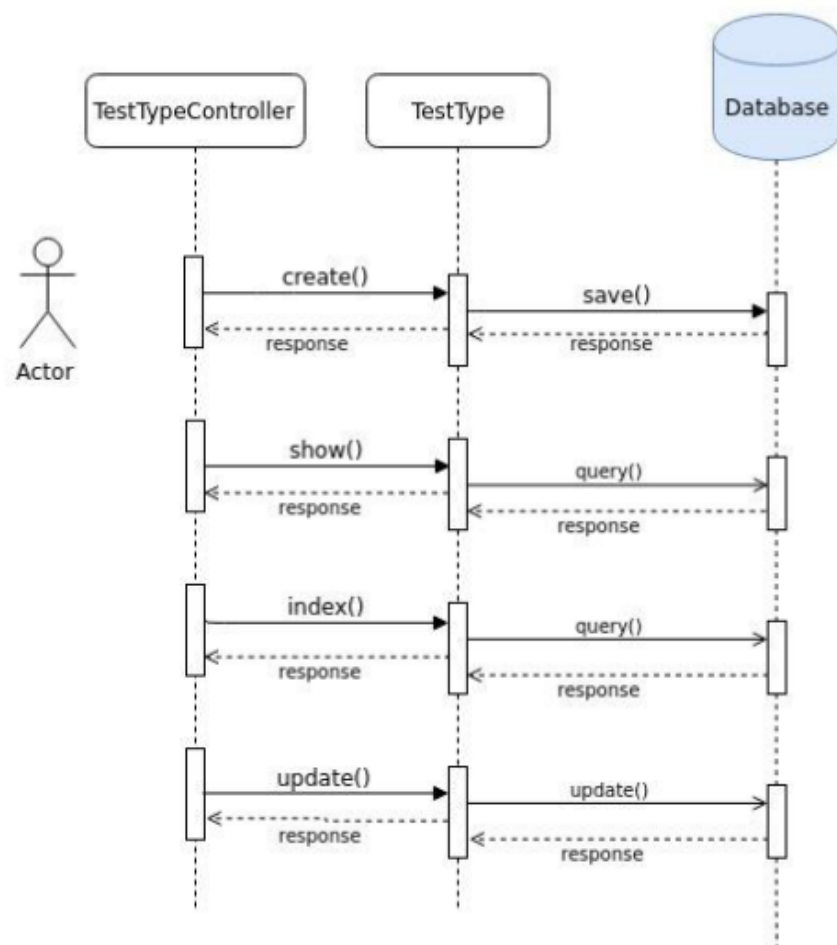 TestTypeController
TestType
Database
create()
save()
response
response
Actor
show()
query()
response
response
index()
query()
response
response
update()
update()
response
response